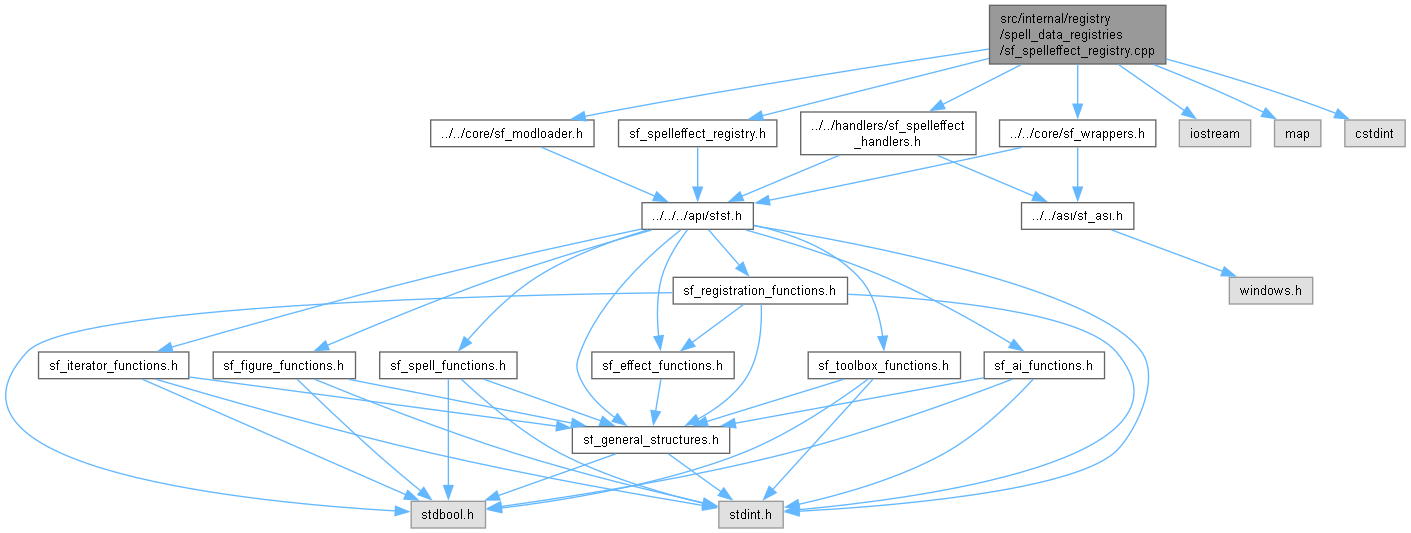 src/internal/registry
/spell_data_registries
/sf_spelleffect_registry.cpp
../../core/sf_modloader.h
sf_spelleffect_registry.h
../../handlers/sf_spelleffect
_handlers.h
../../core/sf_wrappers.h
iostream
map
cstdint
../../../api/sfsf.h
../../asi/sf_asi.h
sf_registration_functions.h
windows.h
sf_iterator_functions.h
sf_figure_functions.h
sf_spell_functions.h
sf_effect_functions.h
sf_toolbox_functions.h
sf_ai_functions.h
sf_general_structures.h
stdbool.h
stdint.h